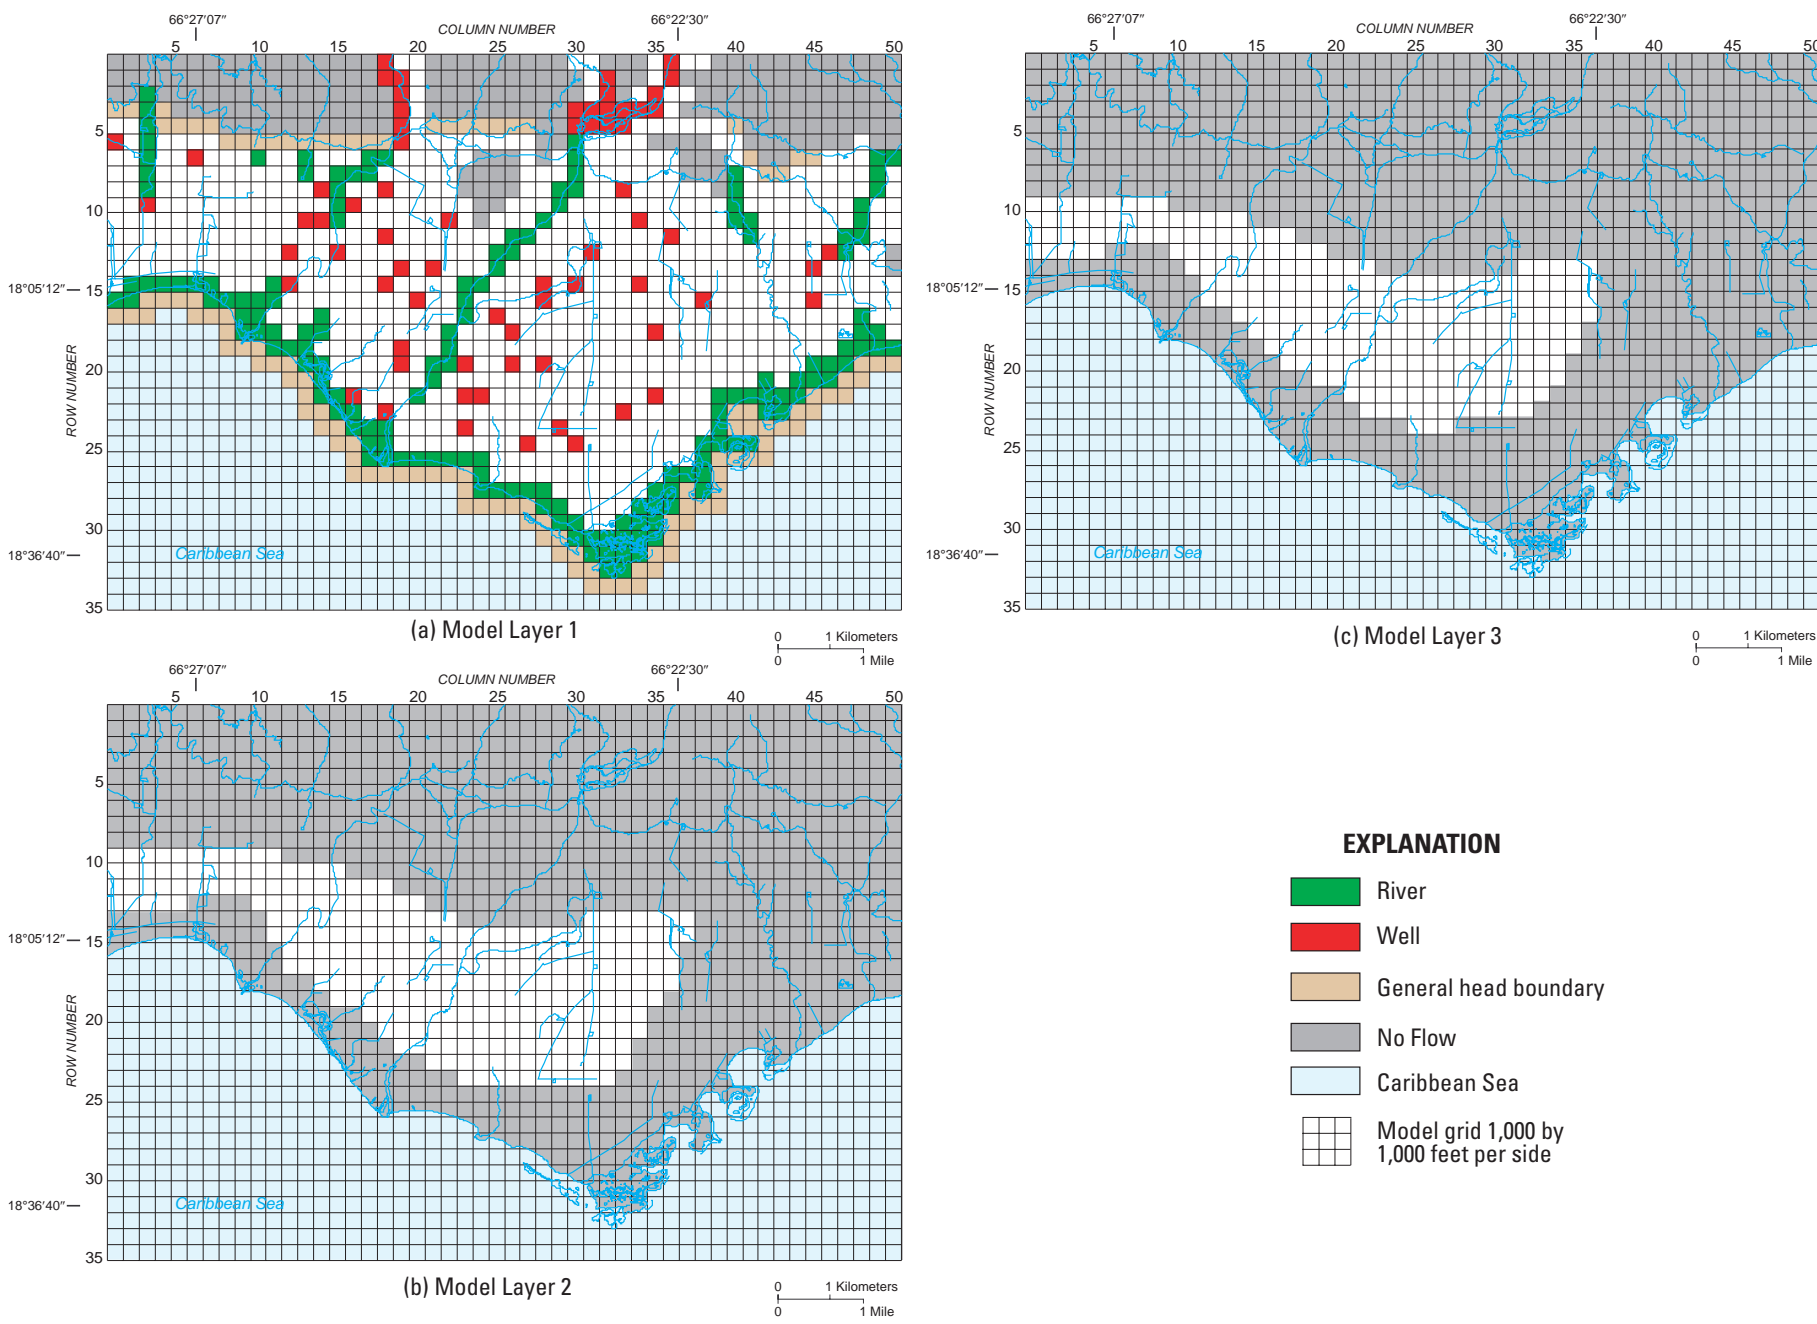 66°27′07″ 66°22′30″
COLUMN NUMBER
5 10 15 20 25 30 35 40 45 50
5
10
18°05′12″
15
ROW NUMBER
20
25
30
18°36′40″
Caribbean Sea
35
(a) Model Layer 1
0 1 Kilometers
0 1 Mile
66°27′07″ 66°22′30″
COLUMN NUMBER
5 10 15 20 25 30 35 40 45 50
5
10
18°05′12″
15
ROW NUMBER
20
25
30
18°36′40″
Caribbean Sea
35
(c) Model Layer 3
0 1 Kilometers
0 1 Mile
66°27′07″ 66°22′30″
COLUMN NUMBER
5 10 15 20 25 30 35 40 45 50
5
10
18°05′12″
15
ROW NUMBER
20
25
30
18°36′40″
Caribbean Sea
35
(b) Model Layer 2
0 1 Kilometers
0 1 Mile
EXPLANATION
River
Well
General head boundary
No Flow
Caribbean Sea
Model grid 1,000 by
1,000 feet per side